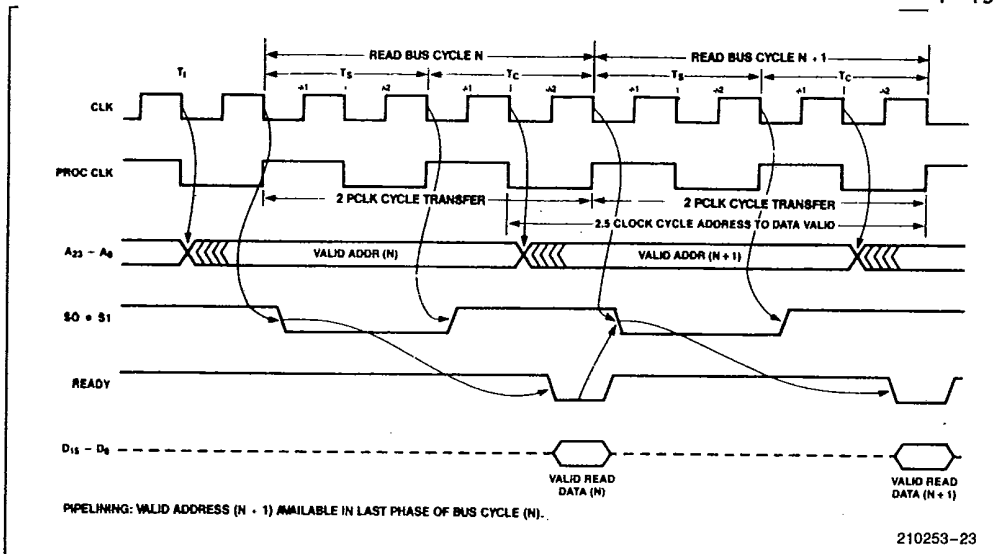 READ BUS CYCLE N
READ BUS CYCLE N + 1
TI
TS
TC
TS
TC
φ1
φ2
φ1
φ2
φ1
φ2
φ1
φ2
CLK
PROC CLK
2 PCLK CYCLE TRANSFER
2 PCLK CYCLE TRANSFER
2.5 CLOCK CYCLE ADDRESS TO DATA VALID
A23 – A0
VALID ADDR (N)
VALID ADDR (N + 1)
S0 • S1
READY
D15 – D0
VALID READ
DATA (N)
VALID READ
DATA (N + 1)
PIPELINING: VALID ADDRESS (N + 1) AVAILABLE IN LAST PHASE OF BUS CYCLE (N).
210253–23